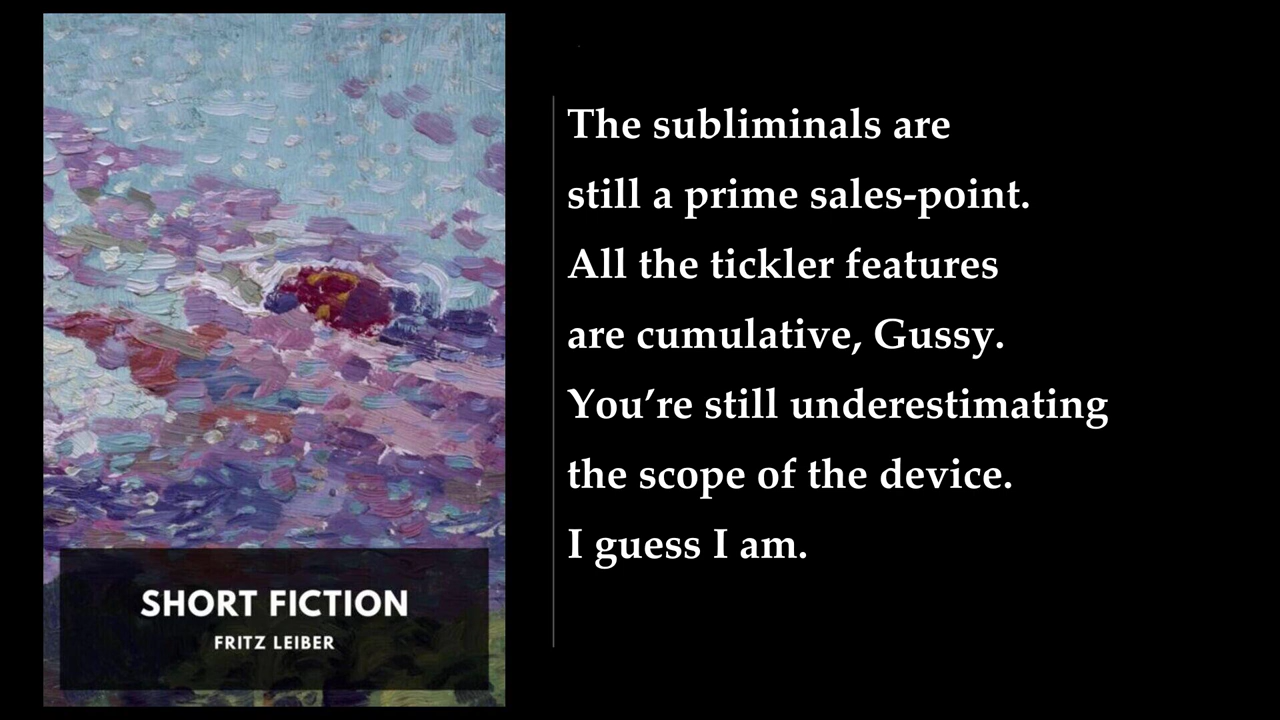 SHORT FICTION
FRITZ LEIBER
The subliminals are
still a prime sales-point.
All the tickler features
are cumulative, Gussy.
You’re still underestimating
the scope of the device.
I guess I am.